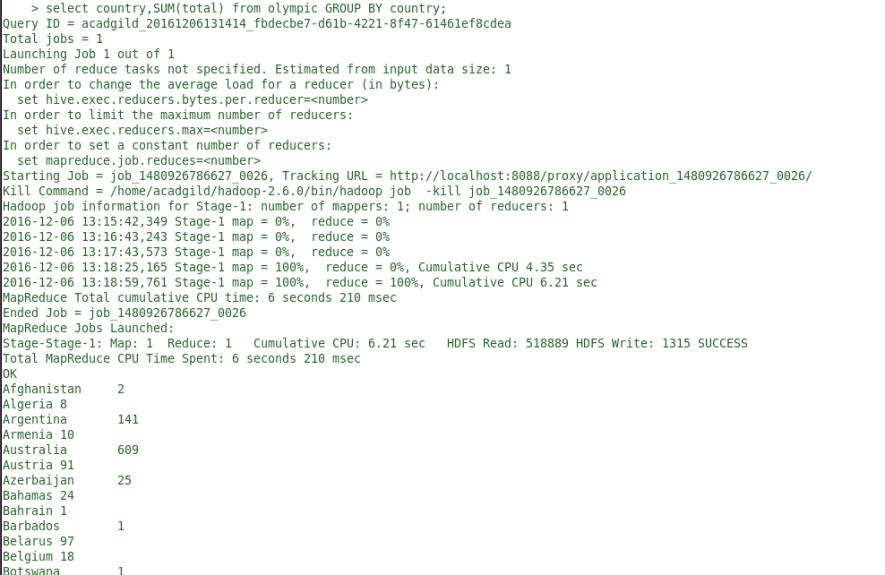 > select country,SUM(total) from olympic GROUP BY country;
Query ID = acadgild_20161206131414_fbdecbe7-d61b-4221-8f47-61461ef8cdea
Total jobs = 1
Launching Job 1 out of 1
Number of reduce tasks not specified. Estimated from input data size: 1
In order to change the average load for a reducer (in bytes):
  set hive.exec.reducers.bytes.per.reducer=<number>
In order to limit the maximum number of reducers:
  set hive.exec.reducers.max=<number>
In order to set a constant number of reducers:
  set mapreduce.job.reduces=<number>
Starting Job = job_1480926786627_0026, Tracking URL = http://localhost:8088/proxy/application_1480926786627_0026/
Kill Command = /home/acadgild/hadoop-2.6.0/bin/hadoop job  -kill job_1480926786627_0026
Hadoop job information for Stage-1: number of mappers: 1; number of reducers: 1
2016-12-06 13:15:42,349 Stage-1 map = 0%,  reduce = 0%
2016-12-06 13:16:43,243 Stage-1 map = 0%,  reduce = 0%
2016-12-06 13:17:43,573 Stage-1 map = 0%,  reduce = 0%
2016-12-06 13:18:25,165 Stage-1 map = 100%,  reduce = 0%, Cumulative CPU 4.35 sec
2016-12-06 13:18:59,761 Stage-1 map = 100%,  reduce = 100%, Cumulative CPU 6.21 sec
MapReduce Total cumulative CPU time: 6 seconds 210 msec
Ended Job = job_1480926786627_0026
MapReduce Jobs Launched:
Stage-Stage-1: Map: 1  Reduce: 1   Cumulative CPU: 6.21 sec   HDFS Read: 518889 HDFS Write: 1315 SUCCESS
Total MapReduce CPU Time Spent: 6 seconds 210 msec
OK
Afghanistan     2
Algeria 8
Argentina       141
Armenia 10
Australia       609
Austria 91
Azerbaijan      25
Bahamas 24
Bahrain 1
Barbados        1
Belarus 97
Belgium 18
Botswana        1